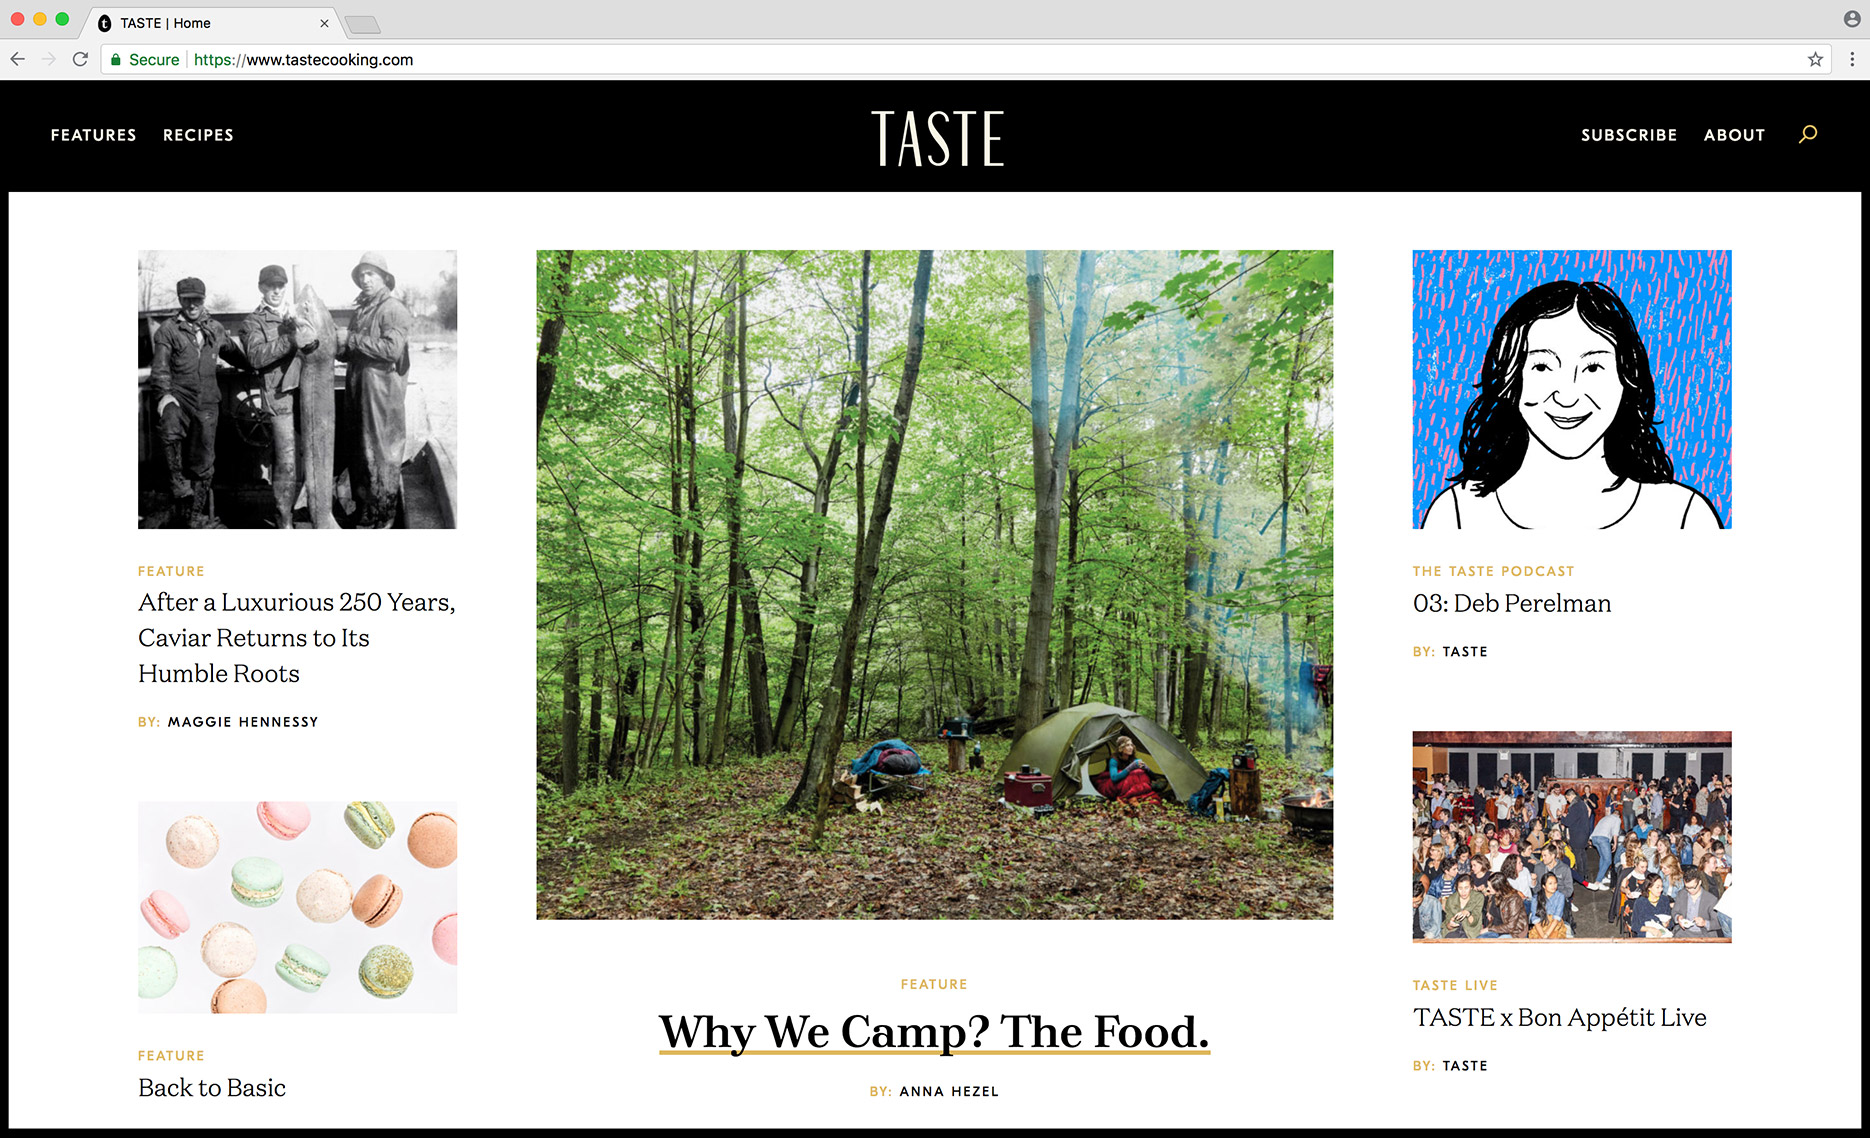 TASTE | Home
Secure
https://www.tastecooking.com
FEATURES
RECIPES
TASTE
SUBSCRIBE
ABOUT
FEATURE
After a Luxurious 250 Years,
Caviar Returns to Its
Humble Roots
BY: MAGGIE HENNESSY
FEATURE
Back to Basic
FEATURE
Why We Camp? The Food.
BY: ANNA HEZEL
THE TASTE PODCAST
03: Deb Perelman
BY: TASTE
TASTE LIVE
TASTE x Bon Appétit Live
BY: TASTE